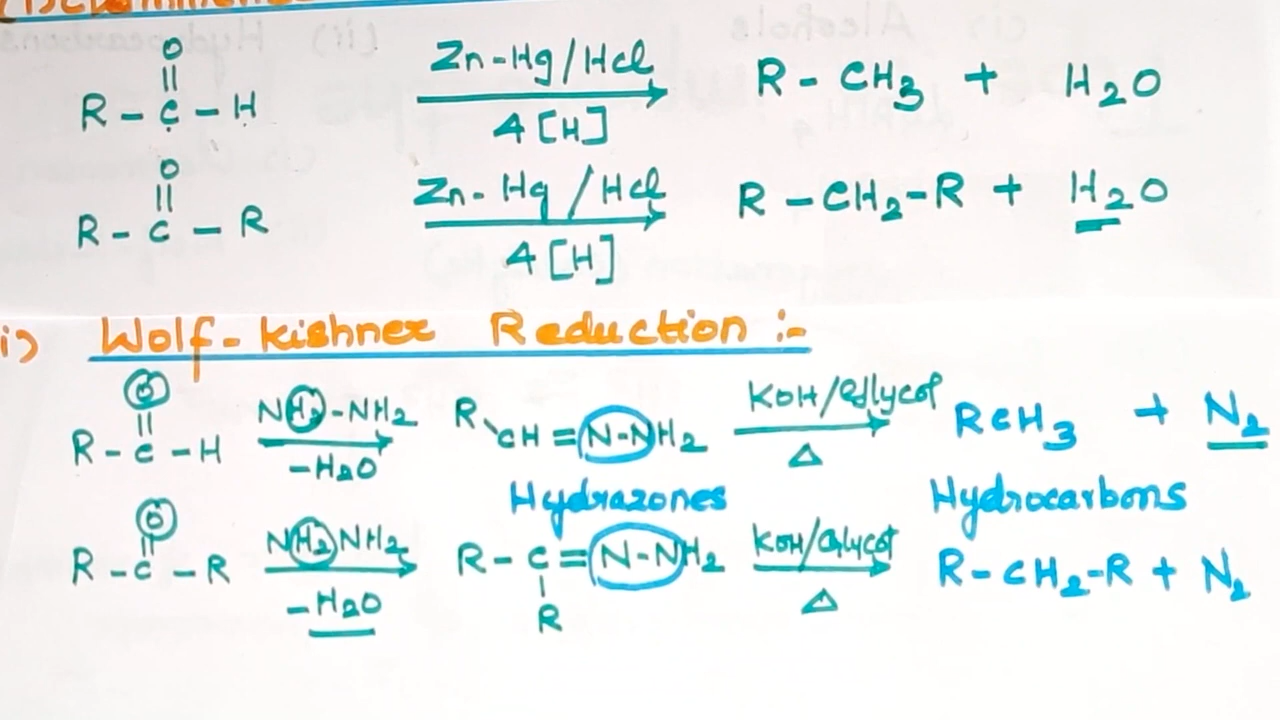 O
||
R - C - H Zn-Hg/HCl 4[H] R - CH3 + H2O
O
||
R - C - R Zn-Hg/HCl 4[H] R - CH2-R + H2O
i) Wolf-Kishner Reduction :-
O
||
R - C - H NH2-NH2 -H2O R CH=N-NH2 KOH/Glycol Δ RCH3 + N2
Hydrazones Hydrocarbons
O
||
R - C - R NH2NH2 -H2O R - C=N-NH2 KOH/Glycol Δ R-CH2-R + N2
R